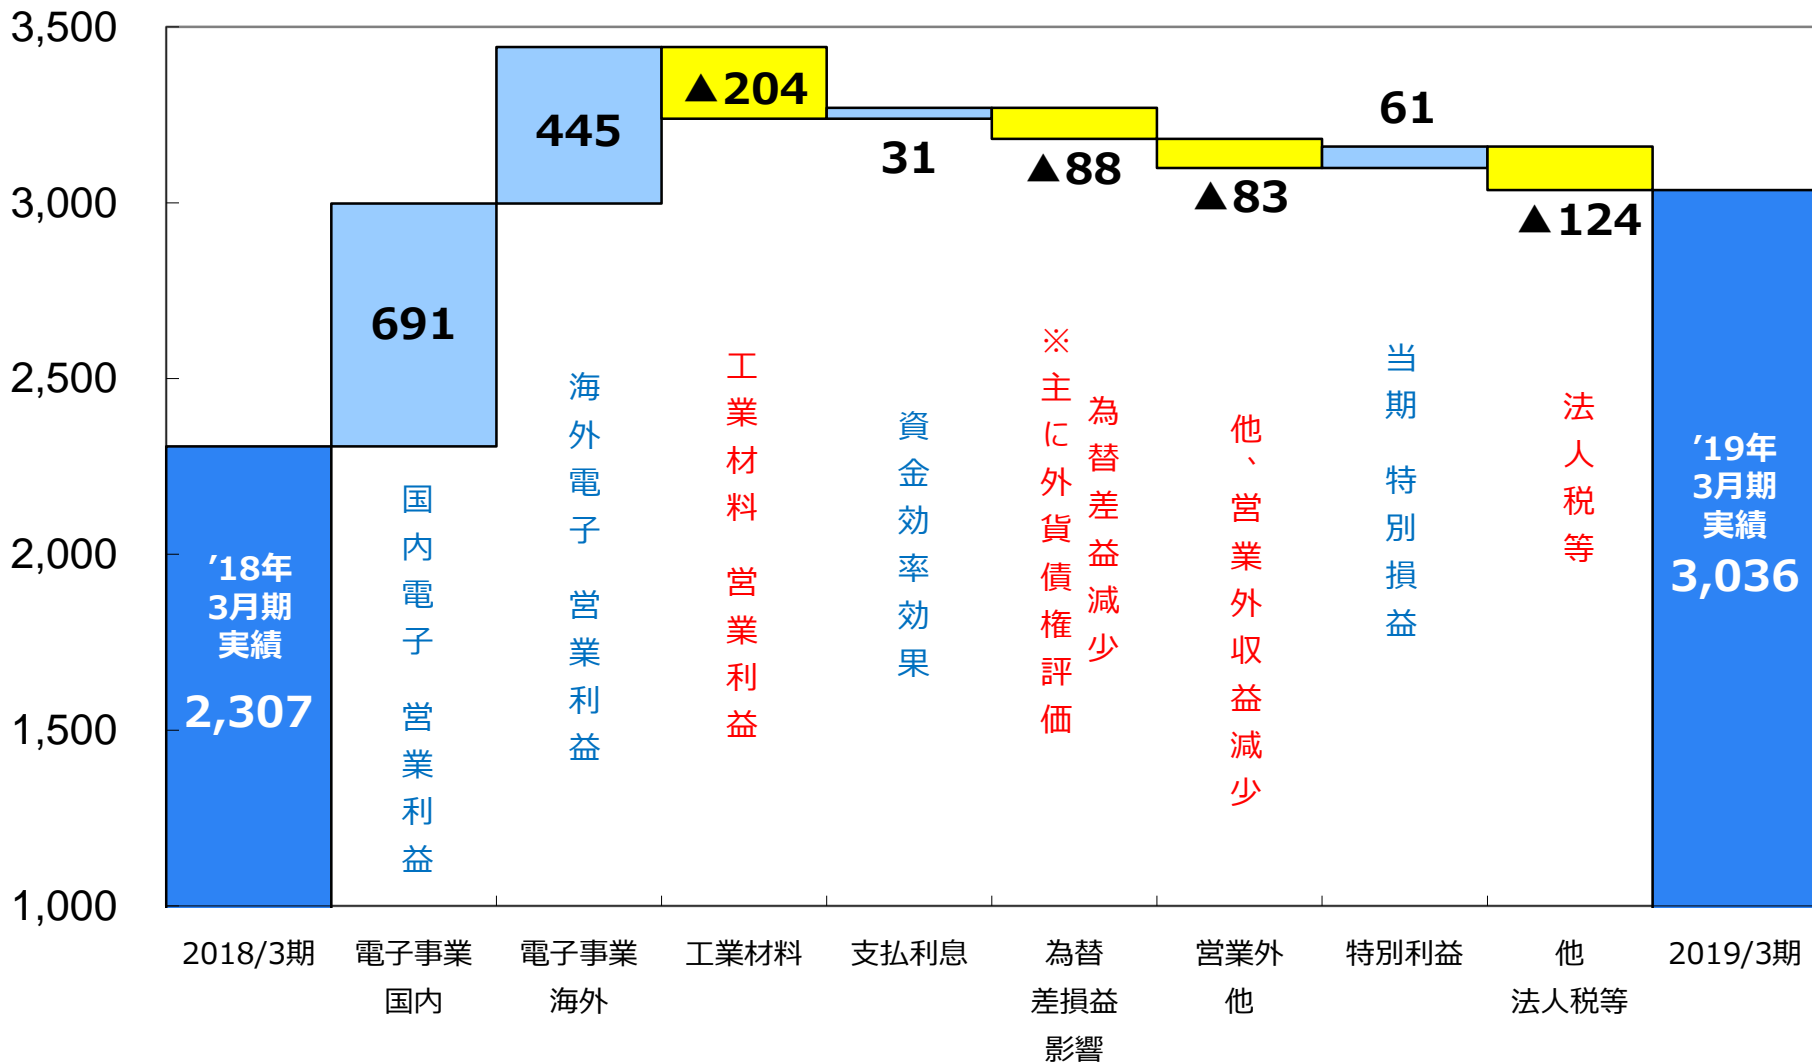 3,500
3,000
2,500
2,000
1,500
1,000
’18年
3月期
実績
2,307
691
445
▲204
31
▲88
▲83
61
▲124
’19年
3月期
実績
3,036
国内電子 営業利益
海外電子 営業利益
工業材料 営業利益
資金効率効果
為替差益減少
※主に外貨債権評価
他、営業外収益減少
当期 特別損益
法人税等
2018/3期
電子事業
国内
電子事業
海外
工業材料
支払利息
為替
差損益
影響
営業外
他
特別利益
他
法人税等
2019/3期